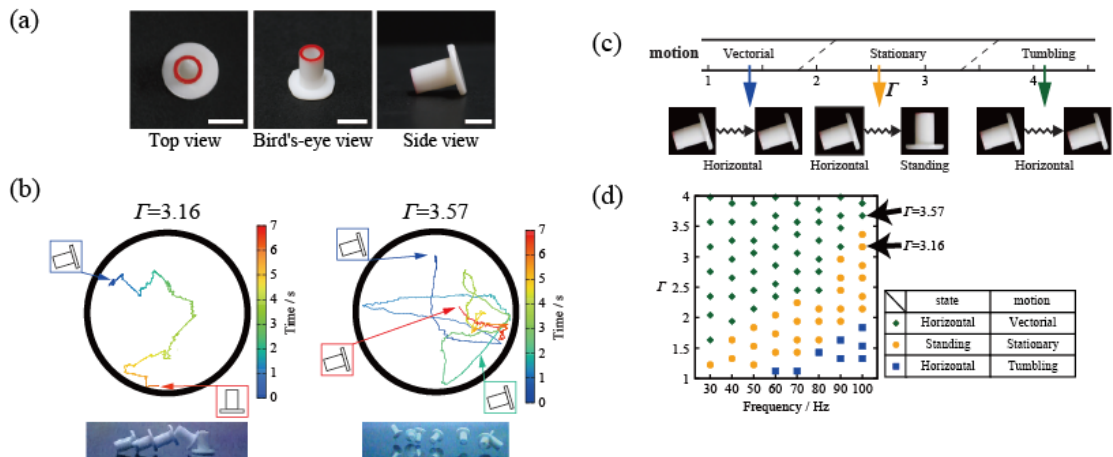 (a)
Top view
Bird's-eye view
Side view
(b)
Γ=3.16
7
6
5
4
3
2
1
0
Time / s
Γ=3.57
7
6
5
4
3
2
1
0
Time / s
(c)
motion
Vectorial
Stationary
Tumbling
1
2
3
4
Γ
Horizontal
Horizontal
Standing
Horizontal
(d)
4
3.5
3
2.5
2
1.5
1
Γ
30 40 50 60 70 80 90 100
Frequency / Hz
Γ=3.57
Γ=3.16
state motion
Horizontal Vectorial
Standing Stationary
Horizontal Tumbling